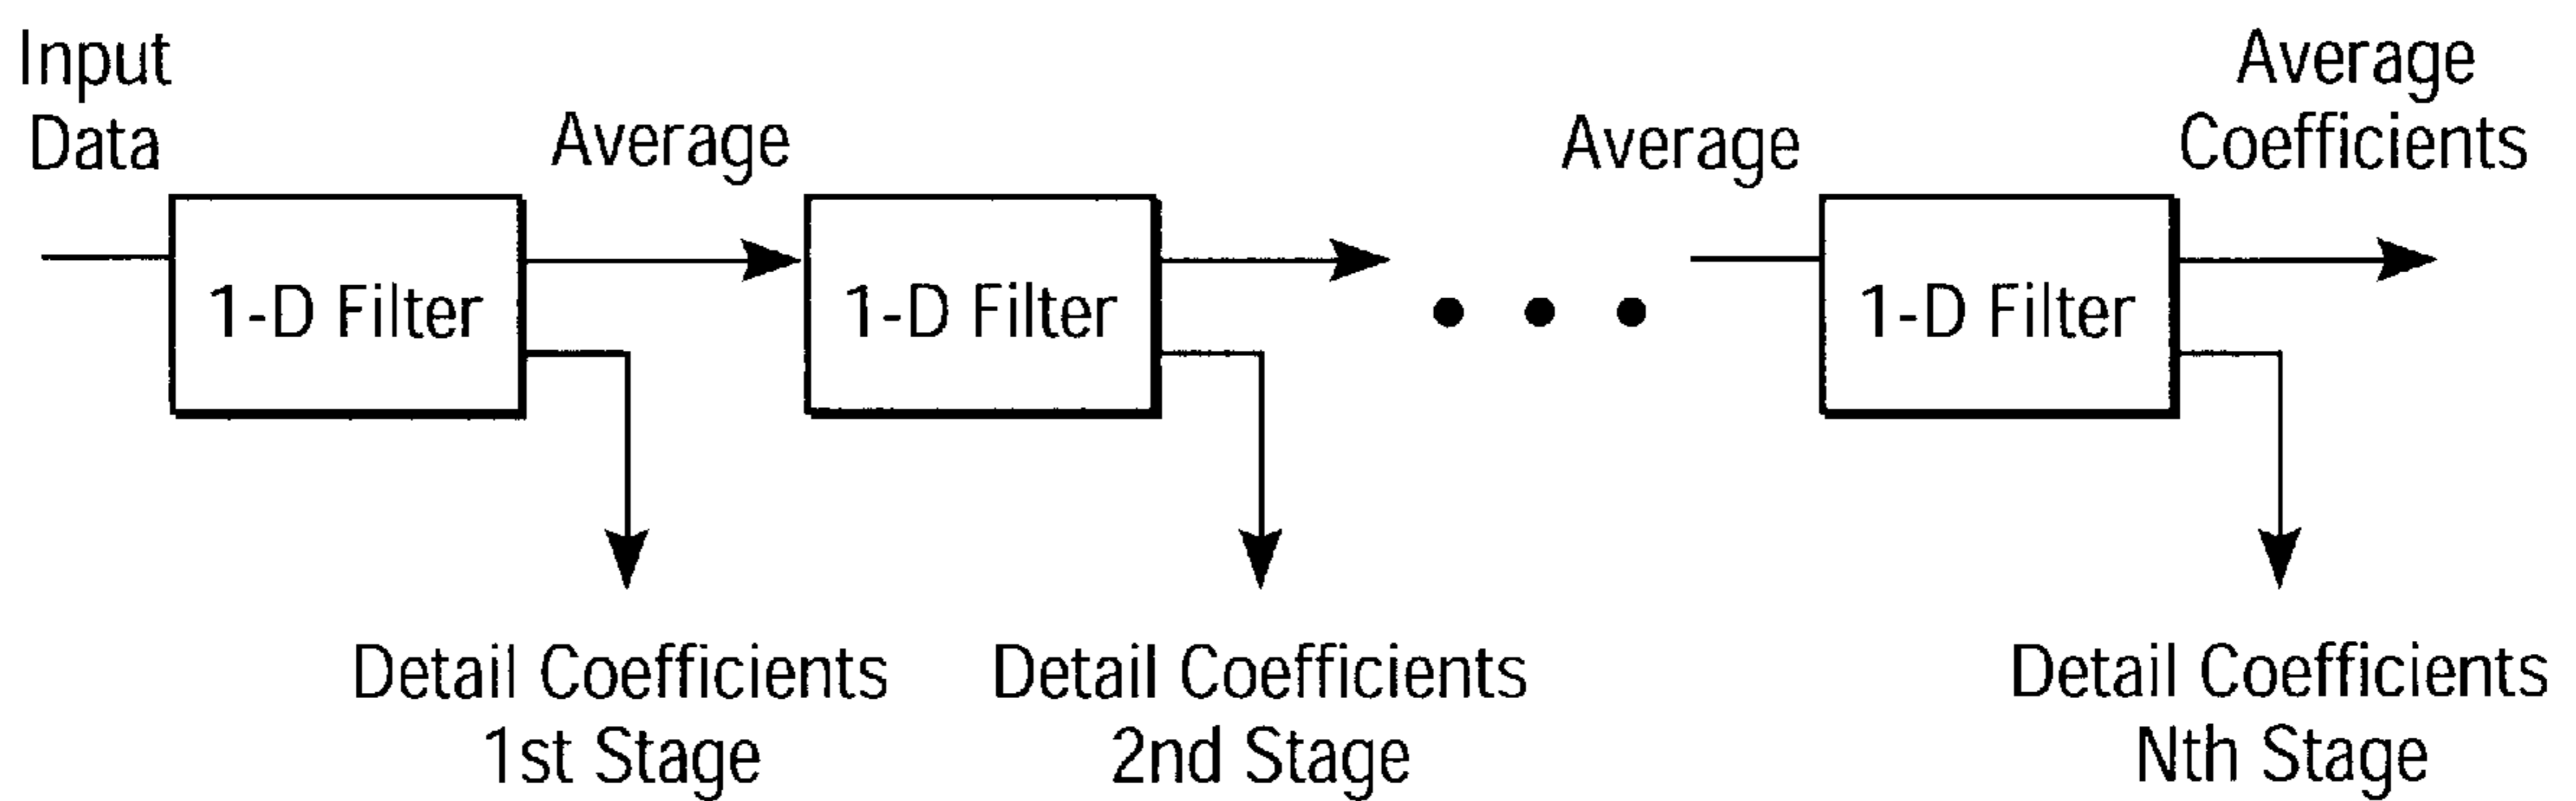 Input
Data
Average
Average
Average
Coefficients
1-D Filter
1-D Filter
1-D Filter
Detail Coefficients
1st Stage
Detail Coefficients
2nd Stage
Detail Coefficients
Nth Stage